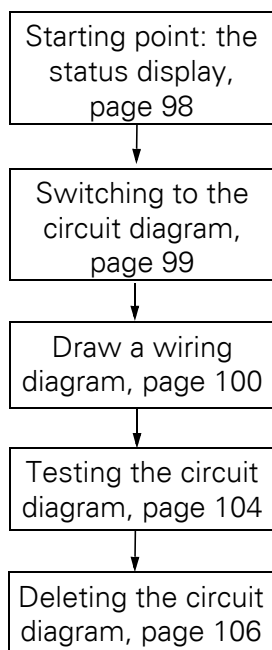 Starting point: the
status display,
page 98
Switching to the
circuit diagram,
page 99
Draw a wiring
diagram, page 100
Testing the circuit
diagram, page 104
Deleting the circuit
diagram, page 106